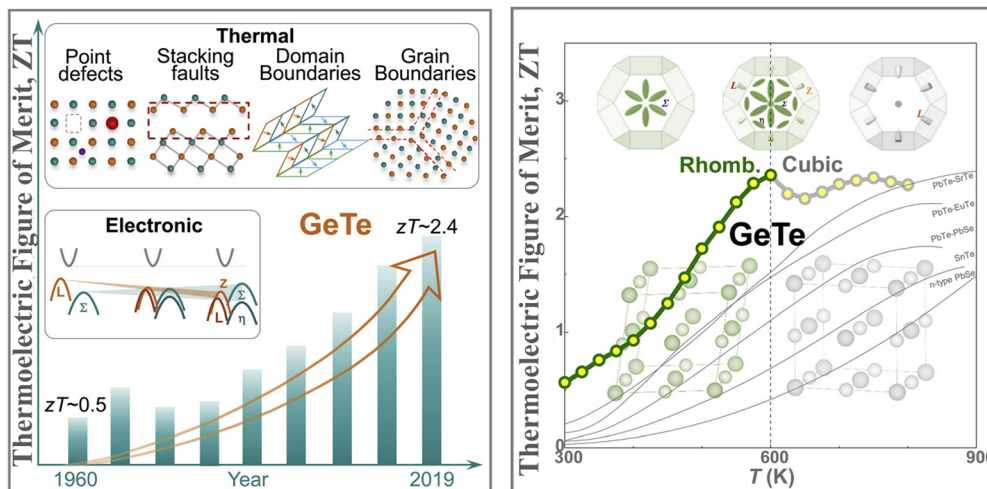 Thermoelectric Figure of Merit, ZT
Thermal
Point
defects
Stacking
faults
Domain
Boundaries
Grain
Boundaries
Electronic
L
Σ
Z
Σ
L
η
GeTe
zT~2.4
zT~0.5
1960
Year
2019
Thermoelectric Figure of Merit, ZT
3
2
1
0
Σ
L
Z
Σ
η
L
Rhomb.
Cubic
GeTe
PbTe-SrTe
PbTe-EuTe
PbTe-PbSe
SnTe
n-type PbSe
300
600
900
T (K)